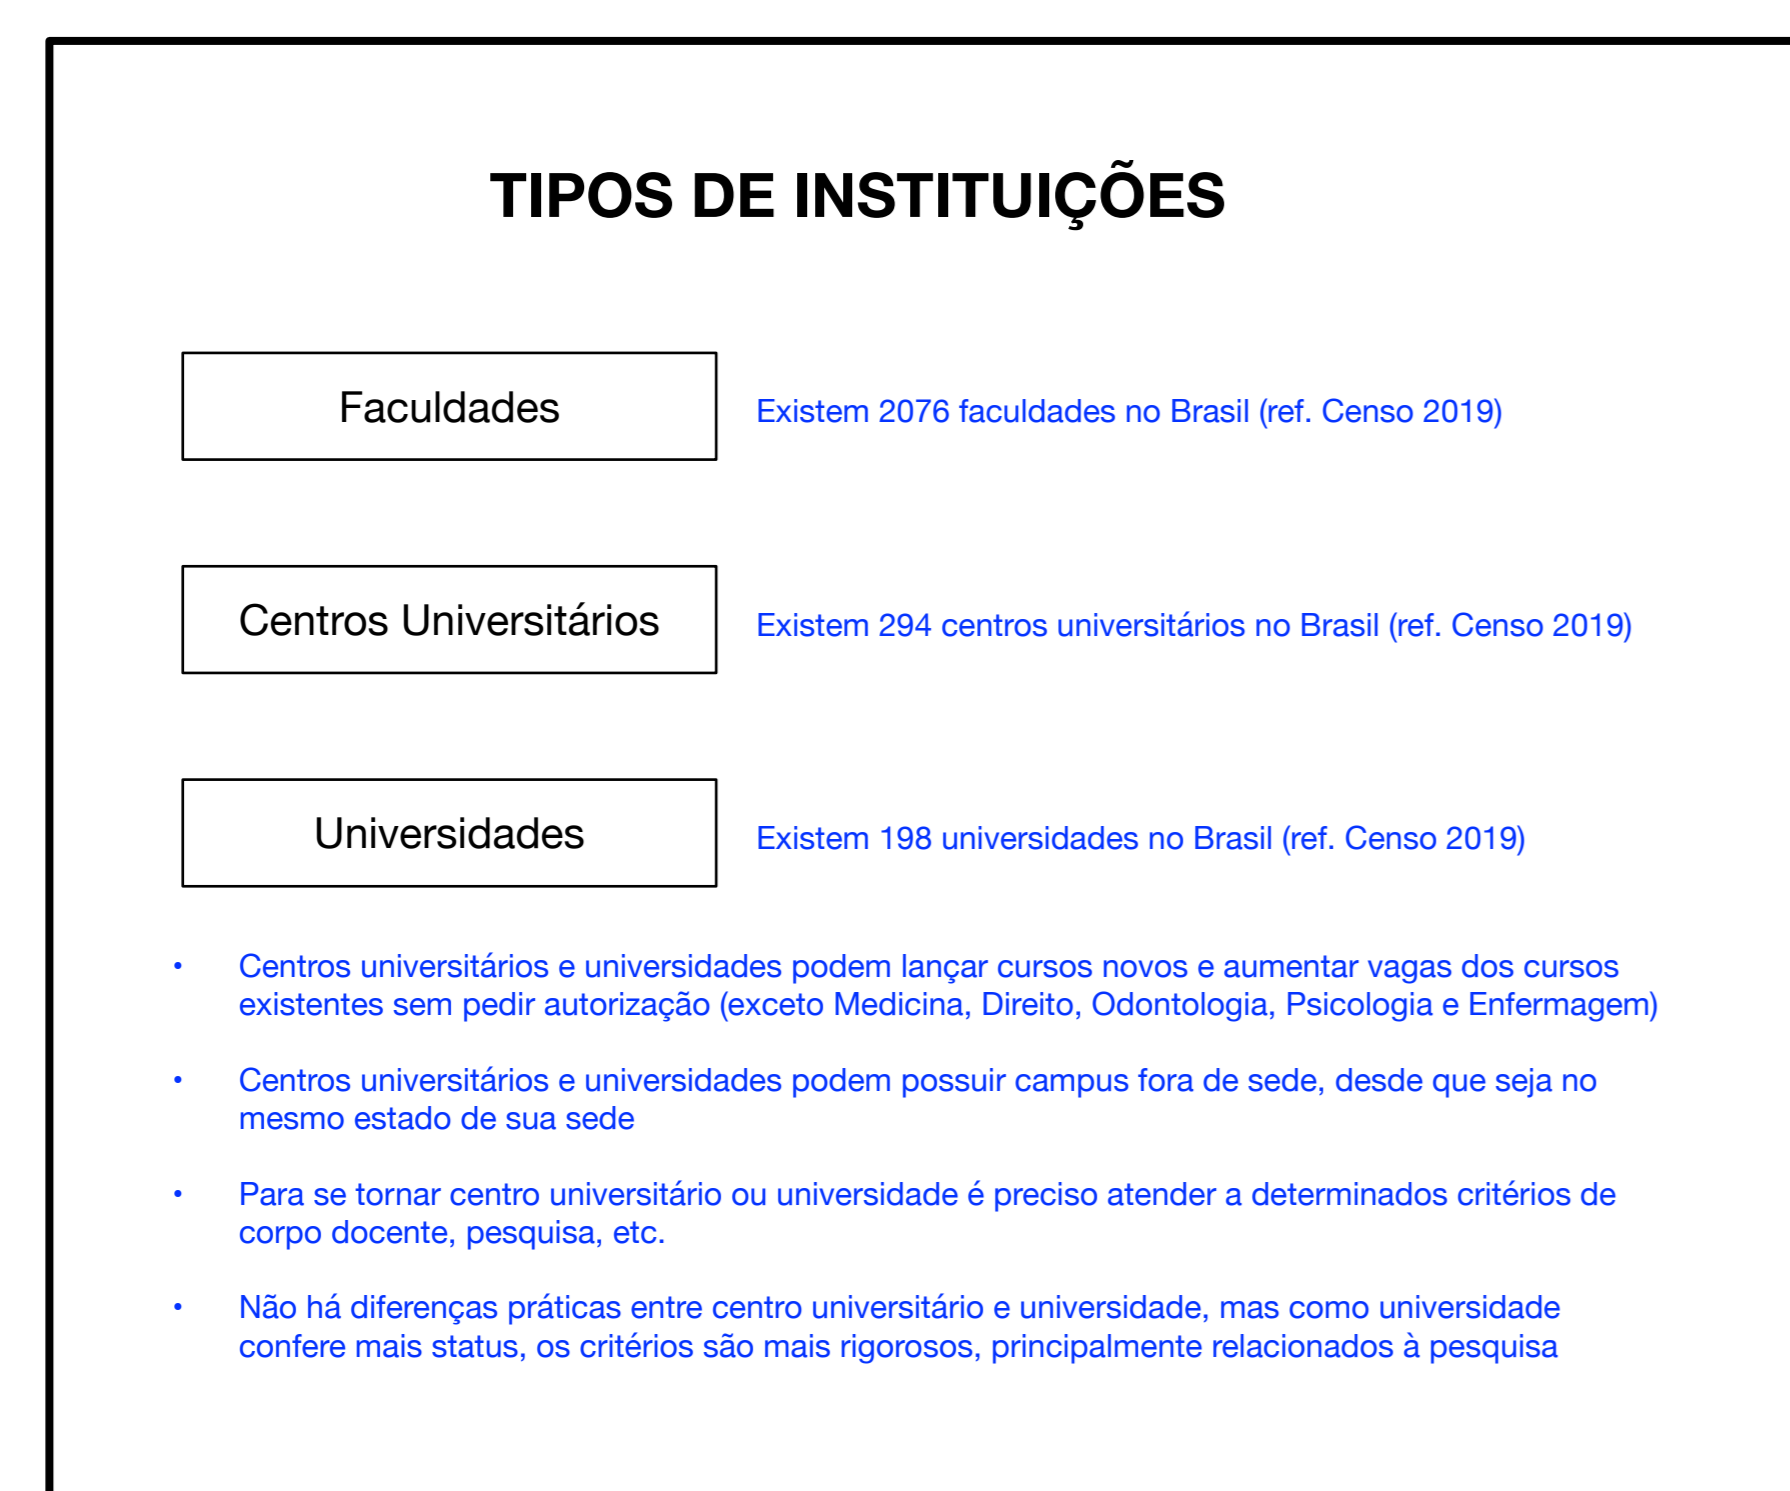 TIPOS DE INSTITUIÇÕES
Faculdades
Existem 2076 faculdades no Brasil (ref. Censo 2019)
Centros Universitários
Existem 294 centros universitários no Brasil (ref. Censo 2019)
Universidades
Existem 198 universidades no Brasil (ref. Censo 2019)
• Centros universitários e universidades podem lançar cursos novos e aumentar vagas dos cursos
existentes sem pedir autorização (exceto Medicina, Direito, Odontologia, Psicologia e Enfermagem)
• Centros universitários e universidades podem possuir campus fora de sede, desde que seja no
mesmo estado de sua sede
• Para se tornar centro universitário ou universidade é preciso atender a determinados critérios de
corpo docente, pesquisa, etc.
• Não há diferenças práticas entre centro universitário e universidade, mas como universidade
confere mais status, os critérios são mais rigorosos, principalmente relacionados à pesquisa